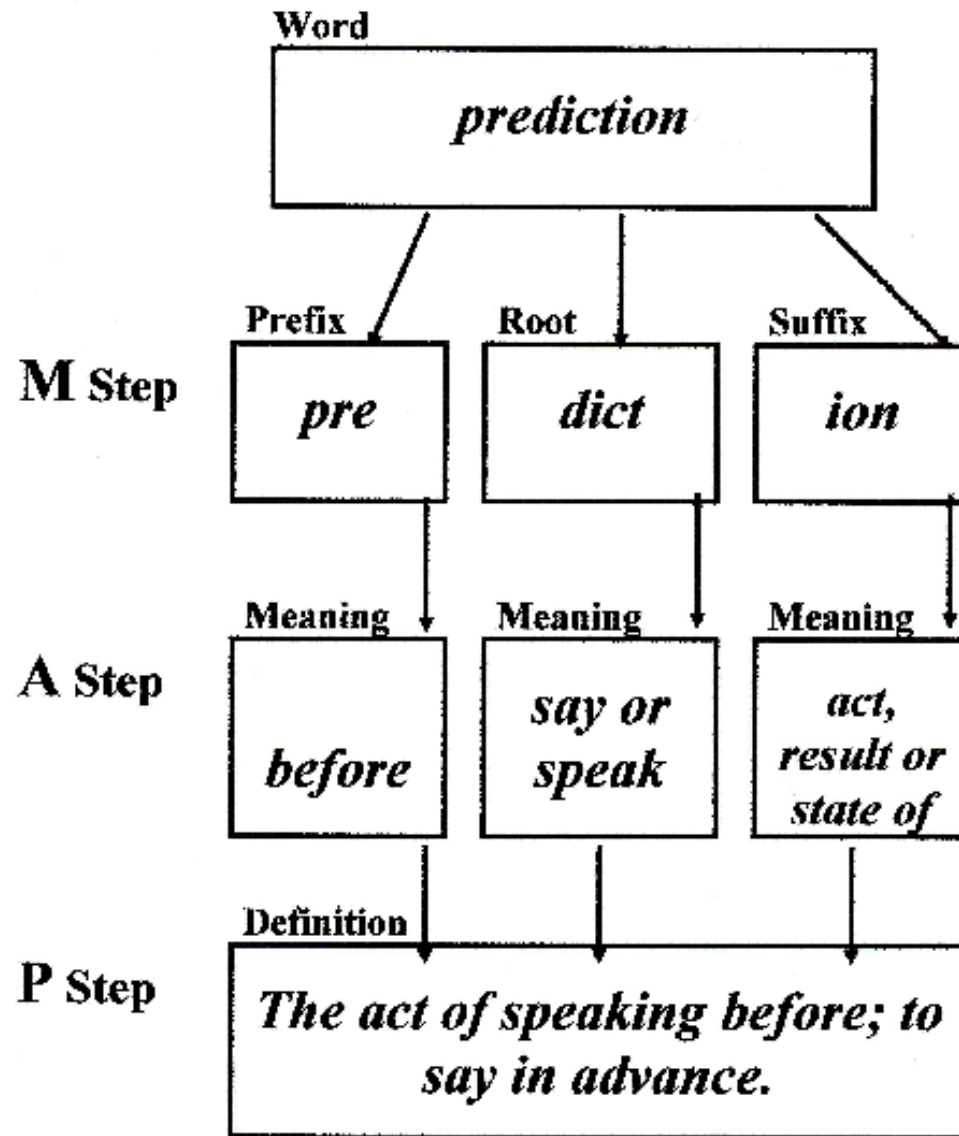 Word
prediction
Prefix
Root
Suffix
M Step
pre
dict
ion
Meaning
Meaning
Meaning
A Step
before
say or
speak
act,
result or
state of
Definition
P Step
The act of speaking before; to
say in advance.